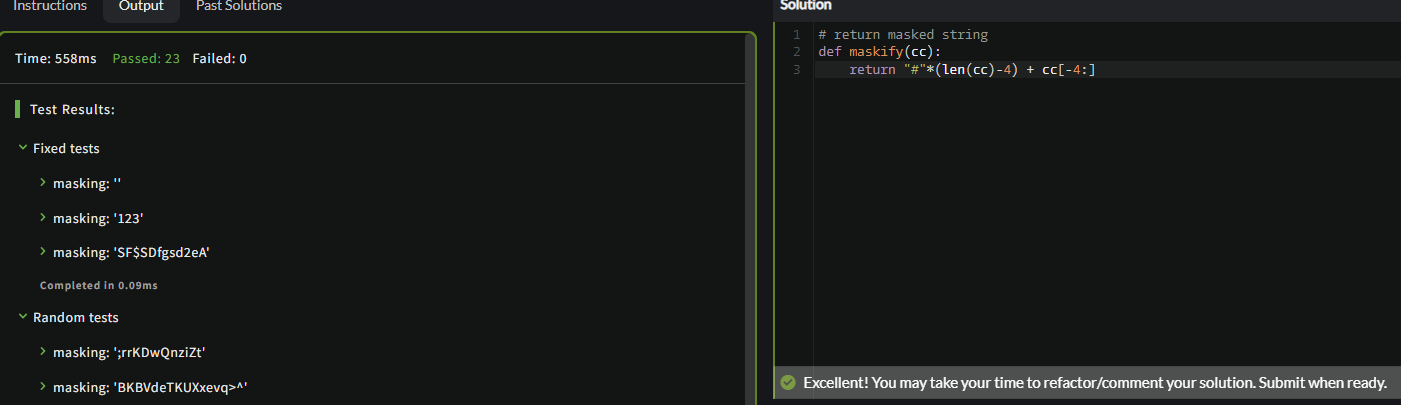 Instructions Output Past Solutions
Time: 558ms Passed: 23 Failed: 0
Test Results:
Fixed tests
masking: ''
masking: '123'
masking: 'SF$SDfgsd2eA'
Completed in 0.09ms
Random tests
masking: ';rrKDwQnziZt'
masking: 'BKBVdeTKUXxevq>^'
Solution
1 # return masked string
2 def maskify(cc):
3 return "#"*(len(cc)-4) + cc[-4:]
Excellent! You may take your time to refactor/comment your solution. Submit when ready.